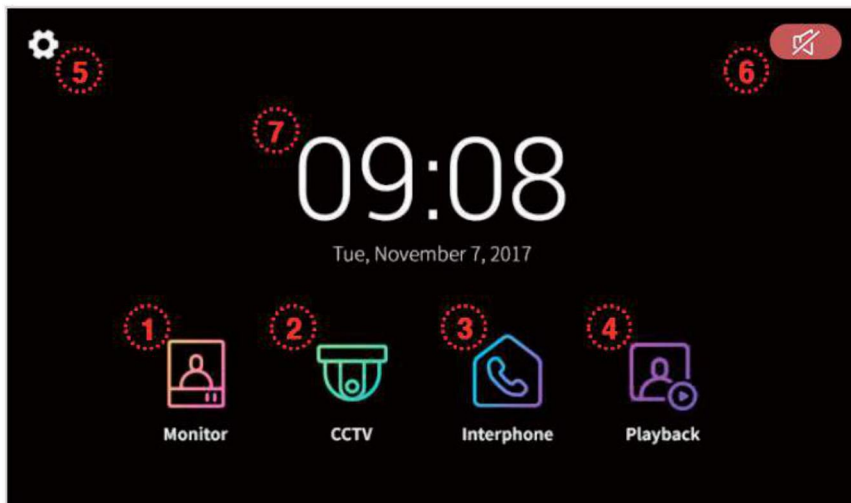 5
6
7
09:08
Tue, November 7, 2017
1
2
3
4
Monitor
CCTV
Interphone
Playback